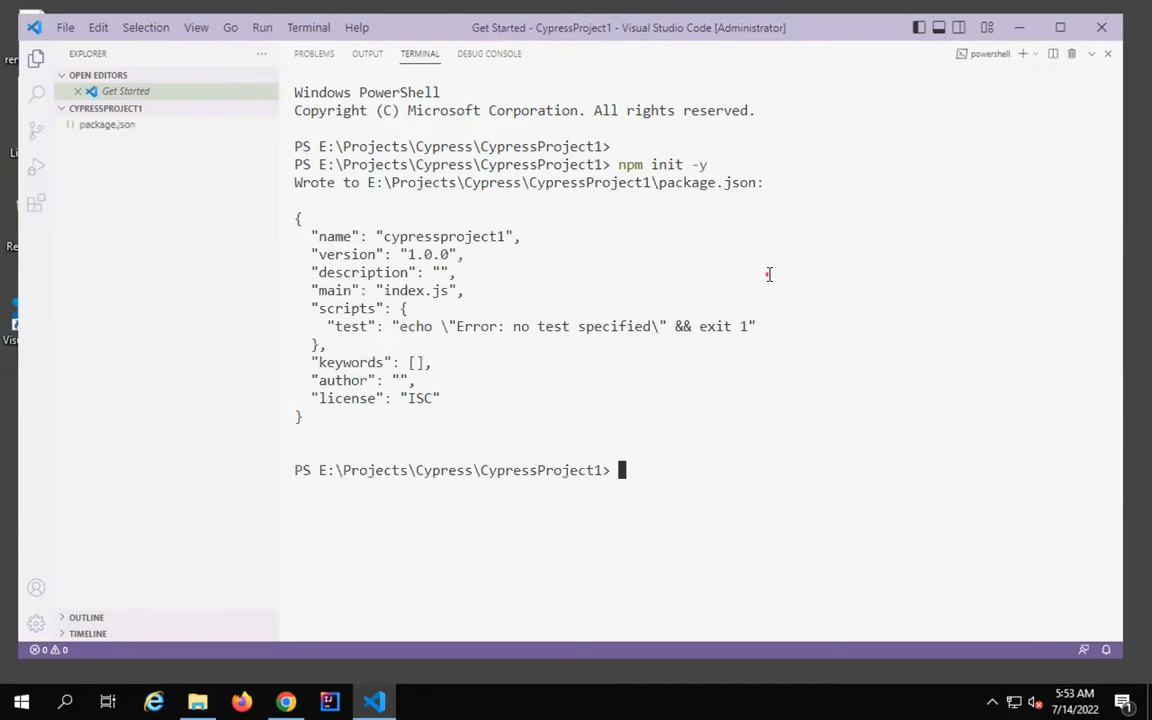 File Edit Selection View Go Run Terminal Help
Get Started - CypressProject1 - Visual Studio Code [Administrator]
EXPLORER
PROBLEMS OUTPUT TERMINAL DEBUG CONSOLE
powershell
OPEN EDITORS
Get Started
CYPRESSPROJECT1
package.json
Windows PowerShell
Copyright (C) Microsoft Corporation. All rights reserved.
PS E:\Projects\Cypress\CypressProject1>
PS E:\Projects\Cypress\CypressProject1> npm init -y
Wrote to E:\Projects\Cypress\CypressProject1\package.json:
{
"name": "cypressproject1",
"version": "1.0.0",
"description": "",
"main": "index.js",
"scripts": {
"test": "echo \"Error: no test specified\" && exit 1"
},
"keywords": [],
"author": "",
"license": "ISC"
}
PS E:\Projects\Cypress\CypressProject1>
OUTLINE
TIMELINE
0 0
5:53 AM
7/14/2022
1